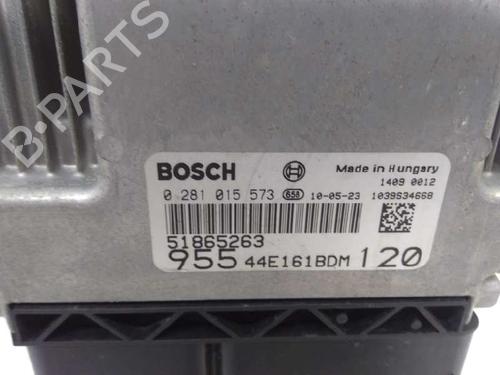 B-PARTS
BOSCH Made in Hungary
1409 0012
0 281 015 573 658 10-05-23 1039S34668
51865263
955 44E161BDM 120